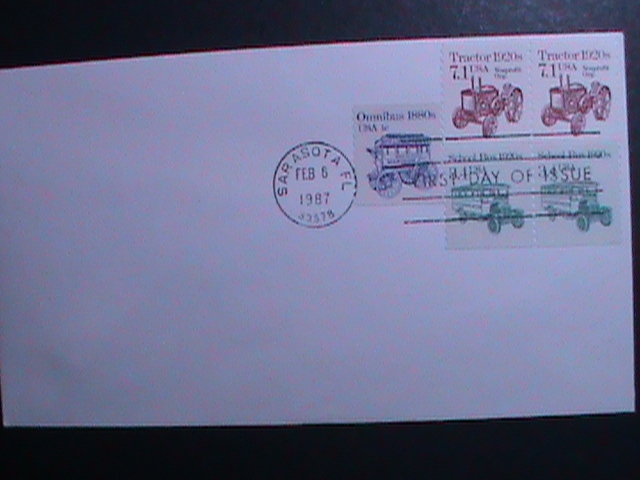 Tractor 1920s
7.1 USA Nonprofit Org.
Tractor 1920s
7.1 USA Nonprofit Org.
Omnibus 1880s
USA 1c
School Bus 1920s
School Bus 1920s
SARASOTA FL
FEB 6
1987
FIRST DAY OF ISSUE